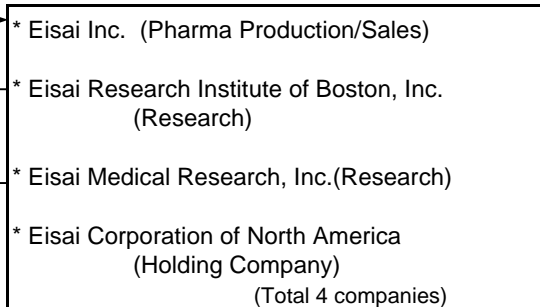 * Eisai Inc. (Pharma Production/Sales)
* Eisai Research Institute of Boston, Inc.
(Research)
* Eisai Medical Research, Inc.(Research)
* Eisai Corporation of North America
(Holding Company)
(Total 4 companies)